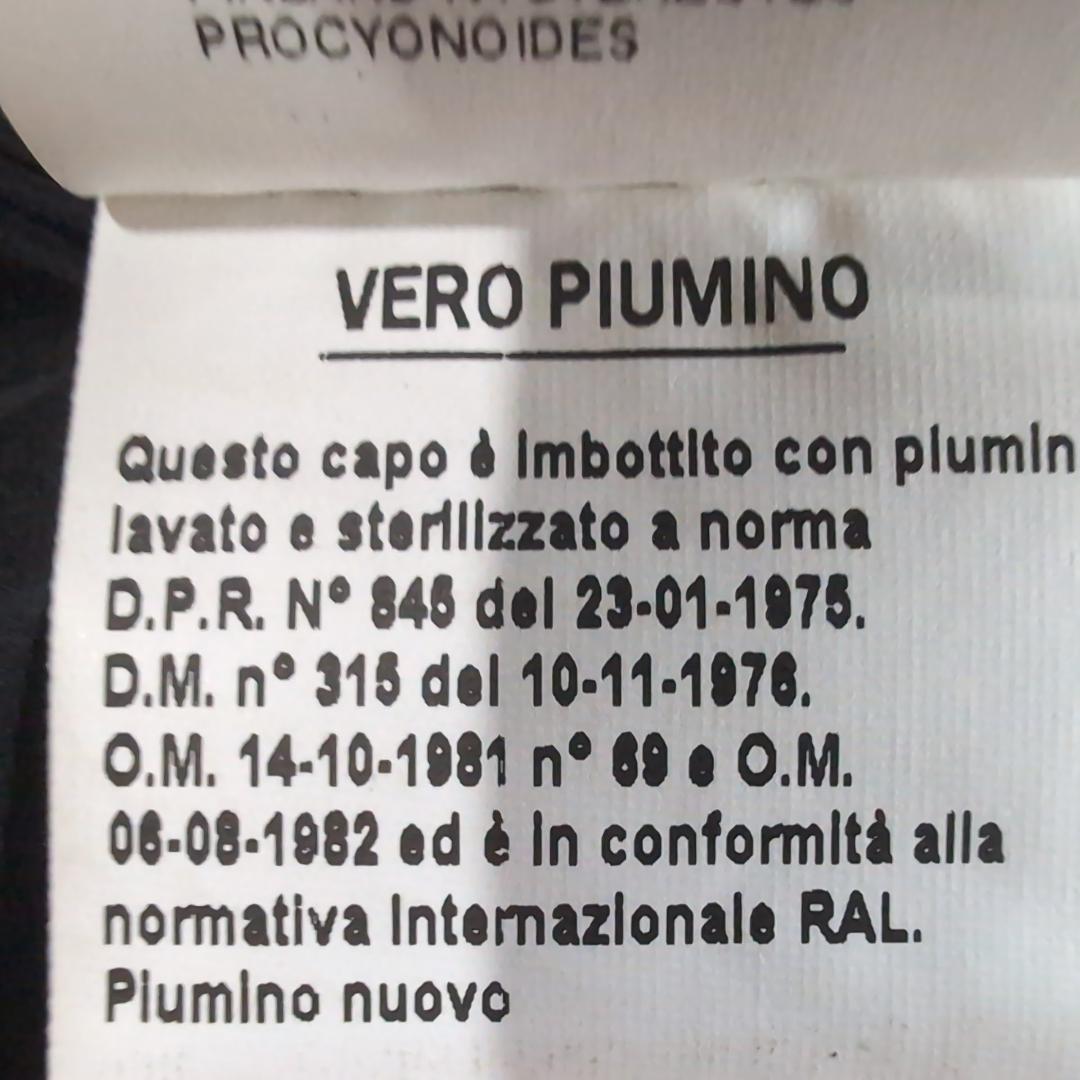 PROCYONOIDES
VERO PIUMINO
Questo capo è imbottito con piumin
lavato e sterilizzato a norma
D.P.R. N° 845 del 23-01-1975.
D.M. n° 315 del 10-11-1976.
O.M. 14-10-1981 n° 69 e O.M.
06-08-1982 ed è in conformità alla
normativa internazionale RAL.
Piumino nuovo